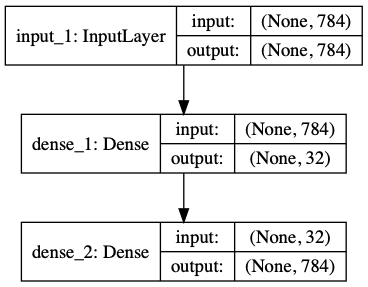 input_1: InputLayer input: (None, 784)
output: (None, 784)
dense_1: Dense input: (None, 784)
output: (None, 32)
dense_2: Dense input: (None, 32)
output: (None, 784)